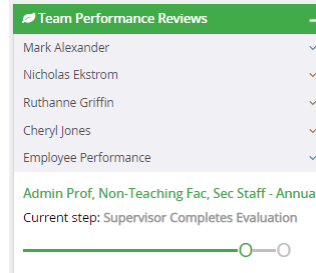 Team Performance Reviews
Mark Alexander
Nicholas Ekstrom
Ruthanne Griffin
Cheryl Jones
Employee Performance
Admin Prof, Non-Teaching Fac, Sec Staff - Annua
Current step: Supervisor Completes Evaluation